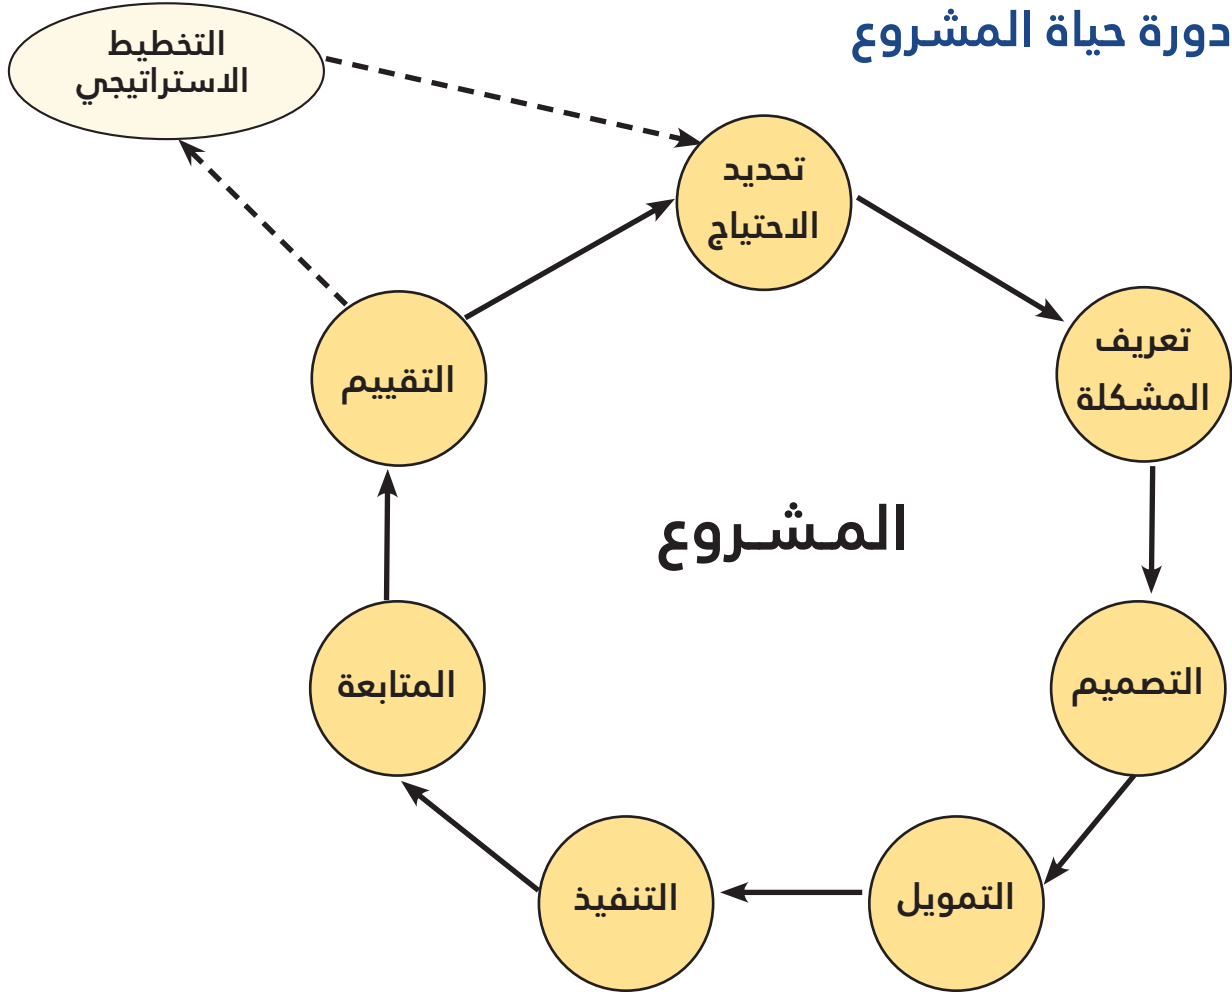 دورة حياة المشروع
التخطيط
الاستراتيجي
تحديد
الاحتياج
تعريف
المشكلة
التصميم
التمويل
التنفيذ
المتابعة
التقييم
المشروع